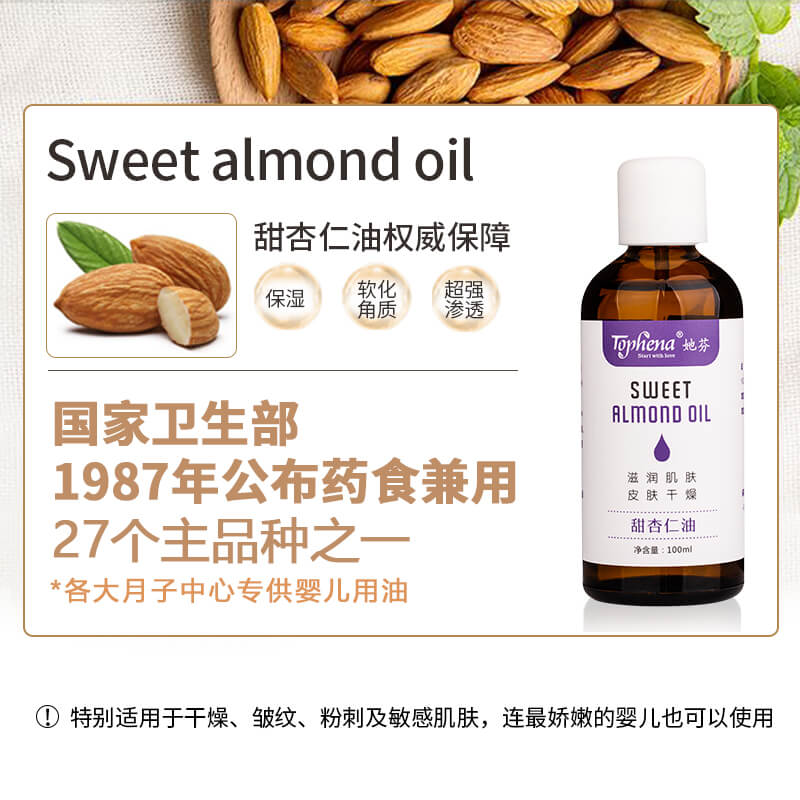 Sweet almond oil
甜杏仁油权威保障
保湿
软化
角质
超强
渗透
国家卫生部
1987年公布药食兼用
27个主品种之一
*各大月子中心专供婴儿用油
Tophena® 她芬
Start with love
SWEET
ALMOND OIL
滋润肌肤
皮肤干燥
甜杏仁油
净含量:100ml
! 特别适用于干燥、皱纹、粉刺及敏感肌肤,连最娇嫩的婴儿也可以使用